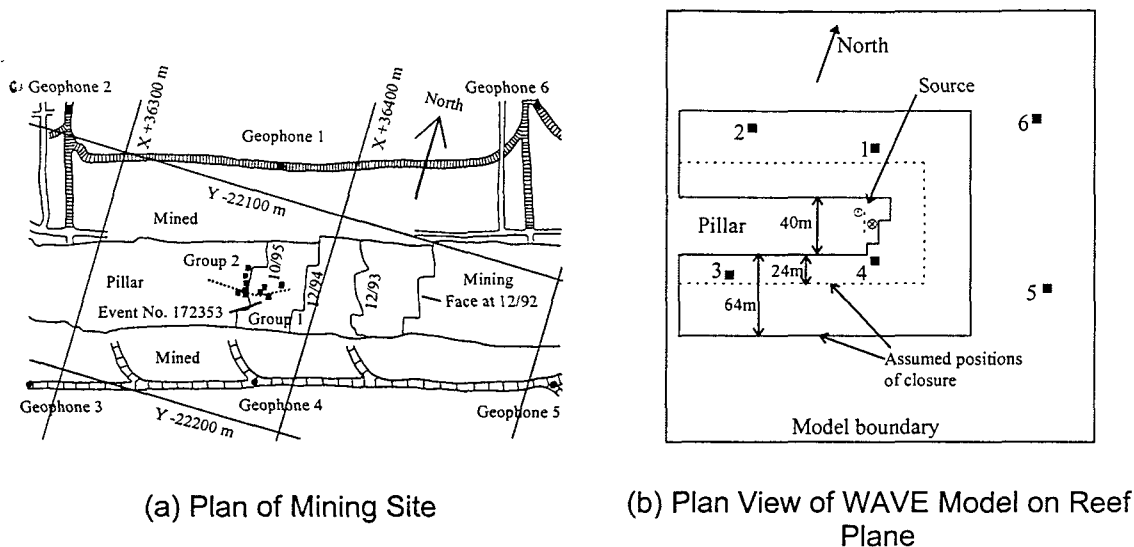 Geophone 2
X +36300 m
X +36400 m
Geophone 6
North
Geophone 1
Y -22100 m
Mined
Group 2
10/95
12/94
12/93
Pillar
Mining
Face at 12/92
Event No. 172353
Group 1
Mined
Geophone 3
Geophone 4
Geophone 5
Y -22200 m
(a) Plan of Mining Site
North
Source
2
1
6
Pillar
40m
3
24m
4
5
64m
Assumed positions
of closure
Model boundary
(b) Plan View of WAVE Model on Reef
Plane